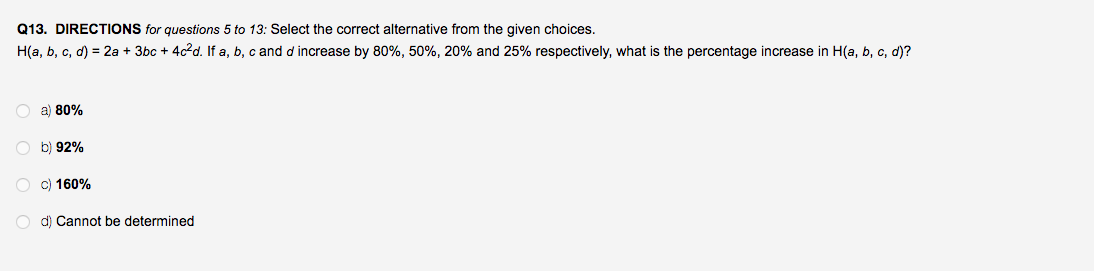 Q13. DIRECTIONS for questions 5 to 13: Select the correct alternative from the given choices.
H(a, b, c, d) = 2a + 3bc + 4c²d. If a, b, c and d increase by 80%, 50%, 20% and 25% respectively, what is the percentage increase in H(a, b, c, d)?
a) 80%
b) 92%
c) 160%
d) Cannot be determined